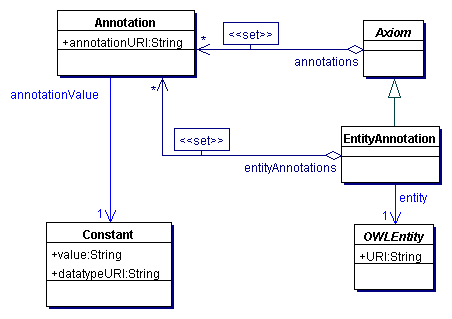 Annotation
+annotationURI:String
*
<<set>>
Axiom
annotations
annotationValue
*
<<set>>
EntityAnnotation
entityAnnotations
entity
1
1
Constant
+value:String
+datatypeURI:String
OWLEntity
+URI:String